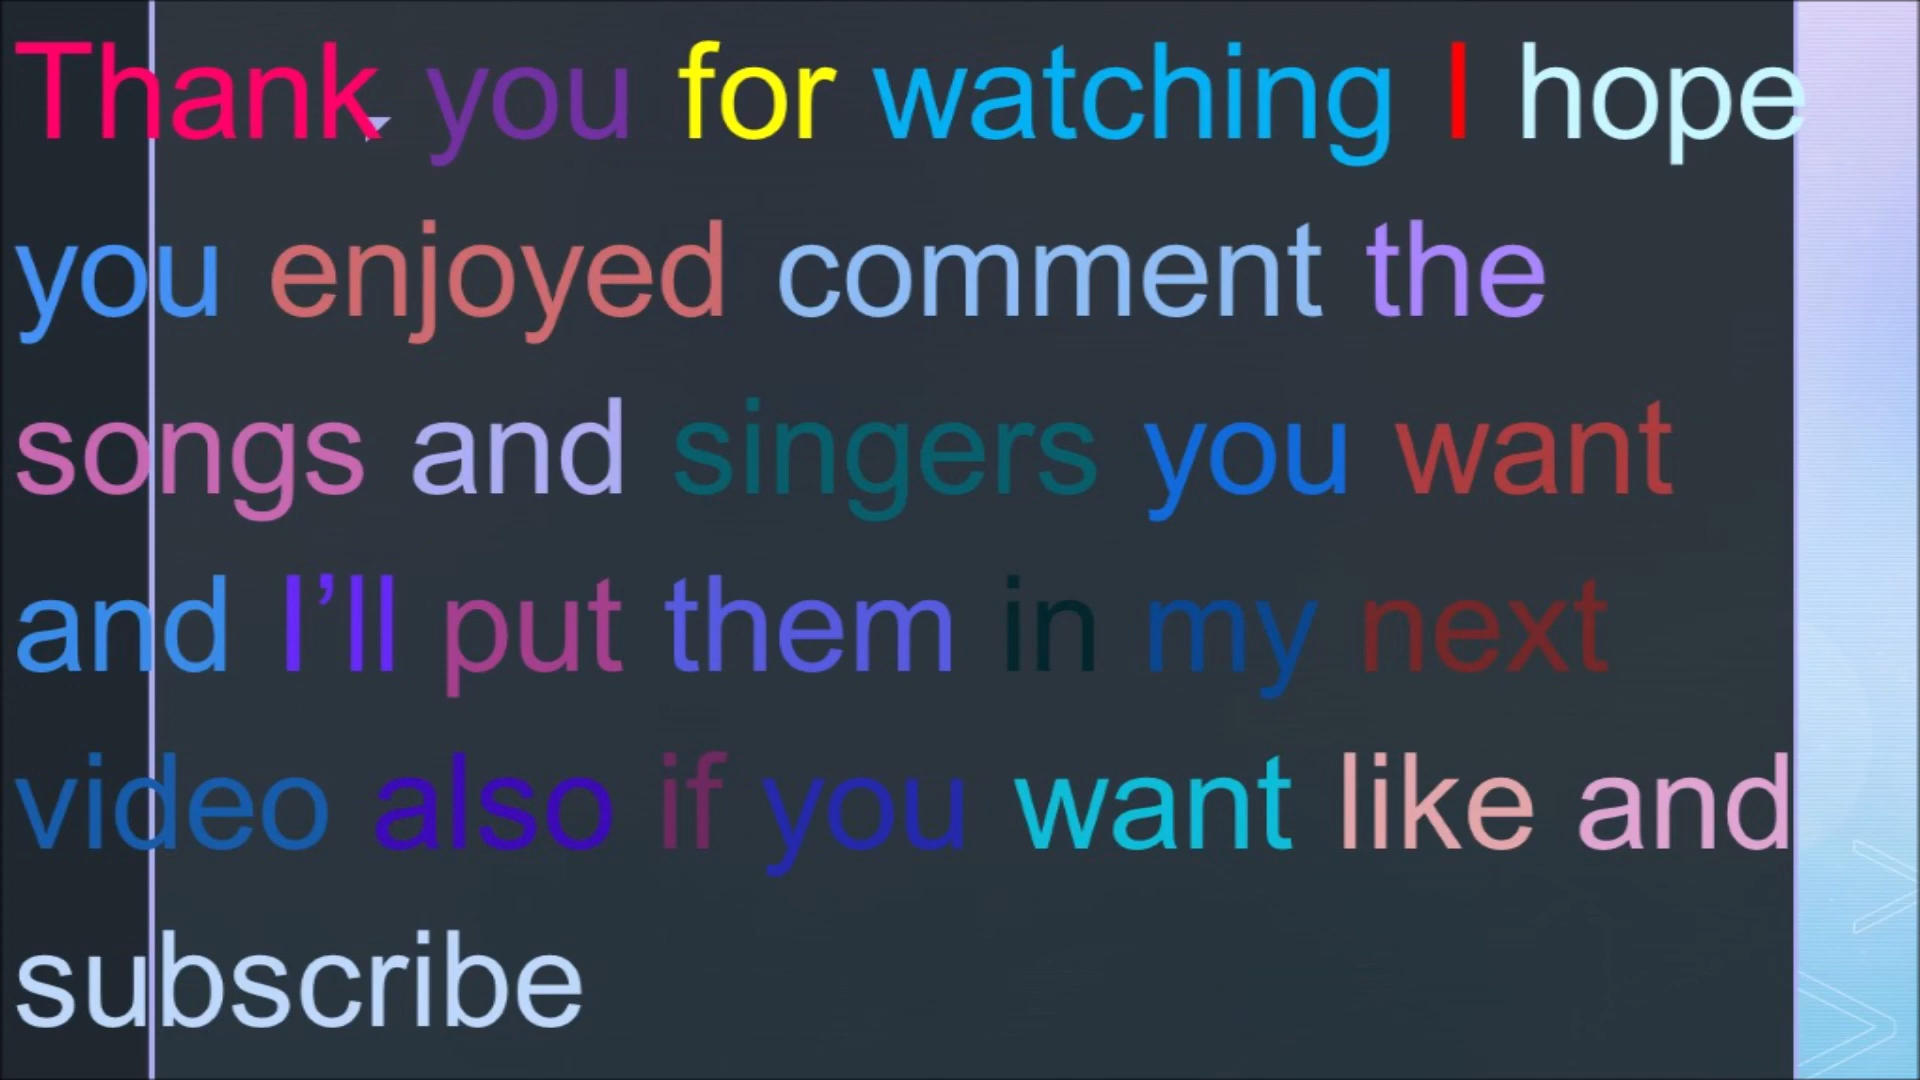 Thank you for watching I hope
you enjoyed comment the
songs and singers you want
and I’ll put them in my next
video also if you want like and
subscribe